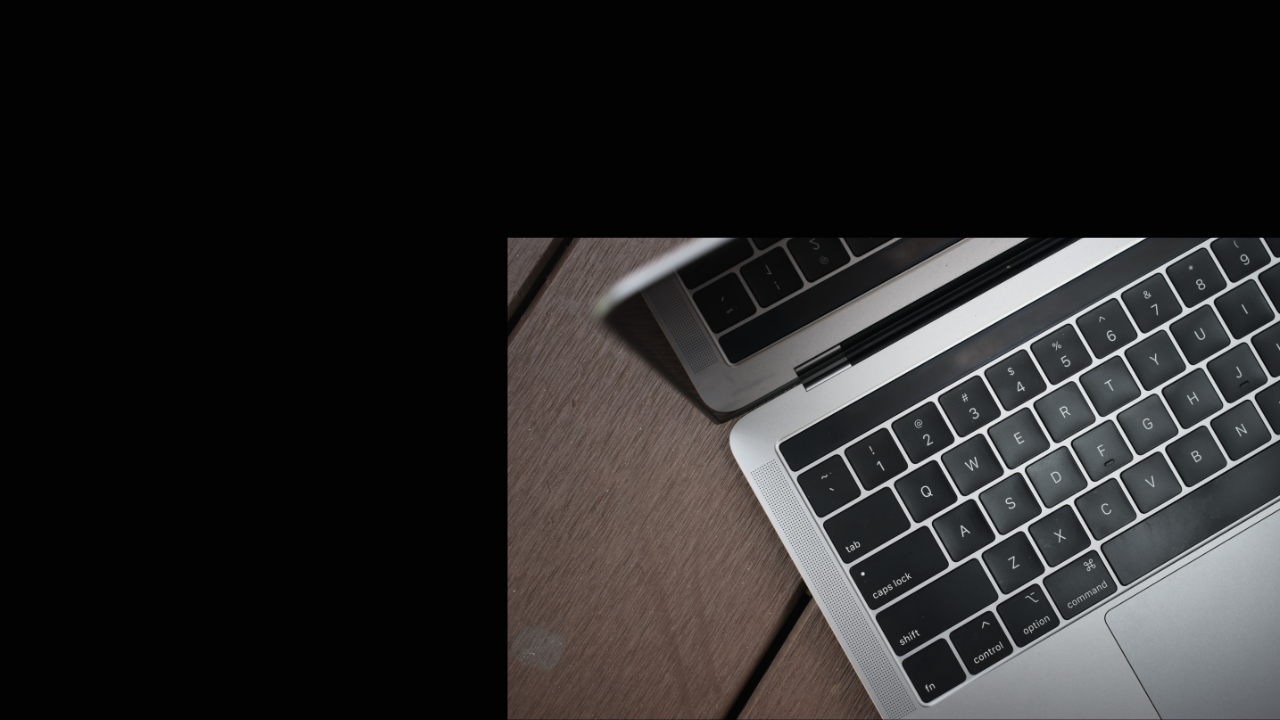 ! 1 @ 2 # 3 $ 4 % 5 ^ 6 & 7 * 8 ( 9
~ `
tab Q W E R T Y U I
caps lock A S D F G H J
shift Z X C V B N
fn control option command